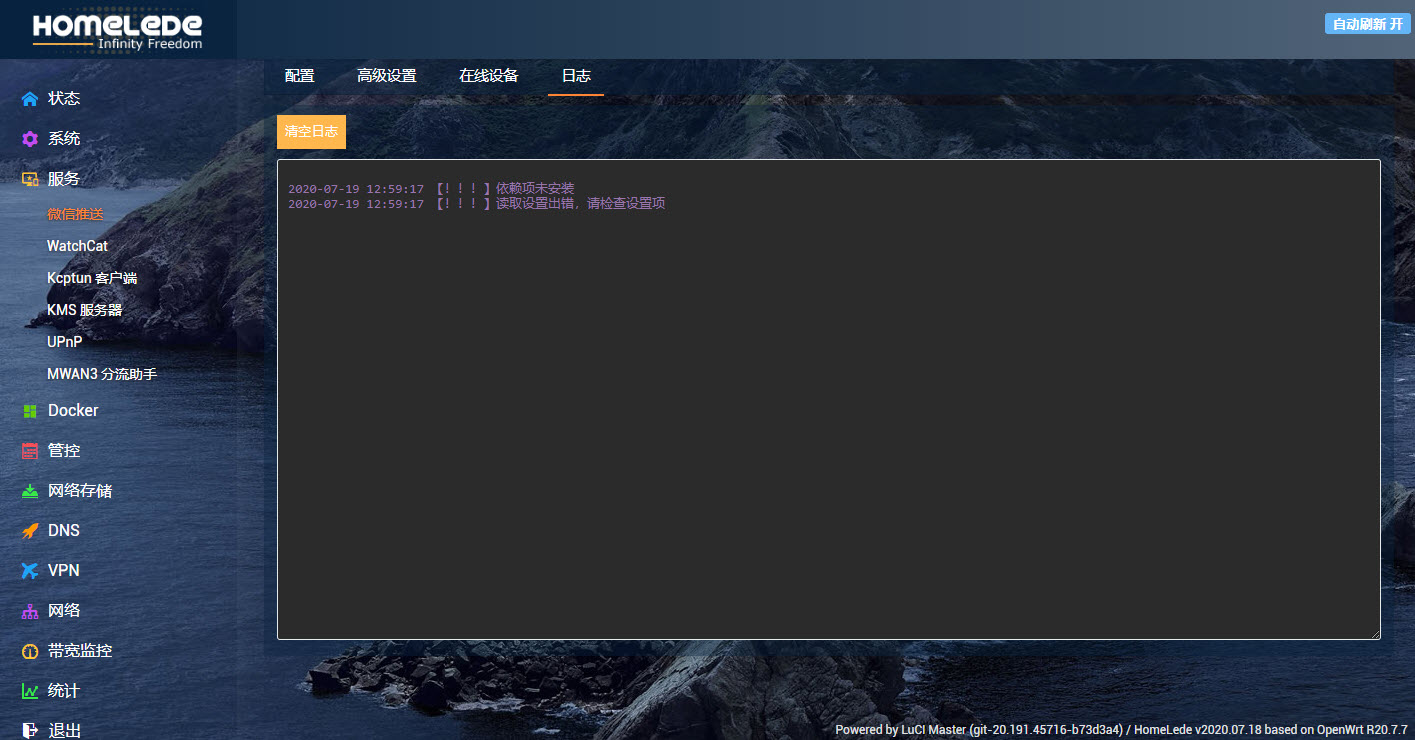 HOMELEDE
Infinity Freedom
自动刷新 开
状态
系统
服务
微信推送
WatchCat
Kcptun 客户端
KMS 服务器
UPnP
MWAN3 分流助手
Docker
管控
网络存储
DNS
VPN
网络
带宽监控
统计
退出
配置 高级设置 在线设备 日志
清空日志
2020-07-19 12:59:17 【！！！】依赖项未安装
2020-07-19 12:59:17 【！！！】读取设置出错，请检查设置项
Powered by LuCI Master (git-20.191.45716-b73d3a4) / HomeLede v2020.07.18 based on OpenWrt R20.7.7